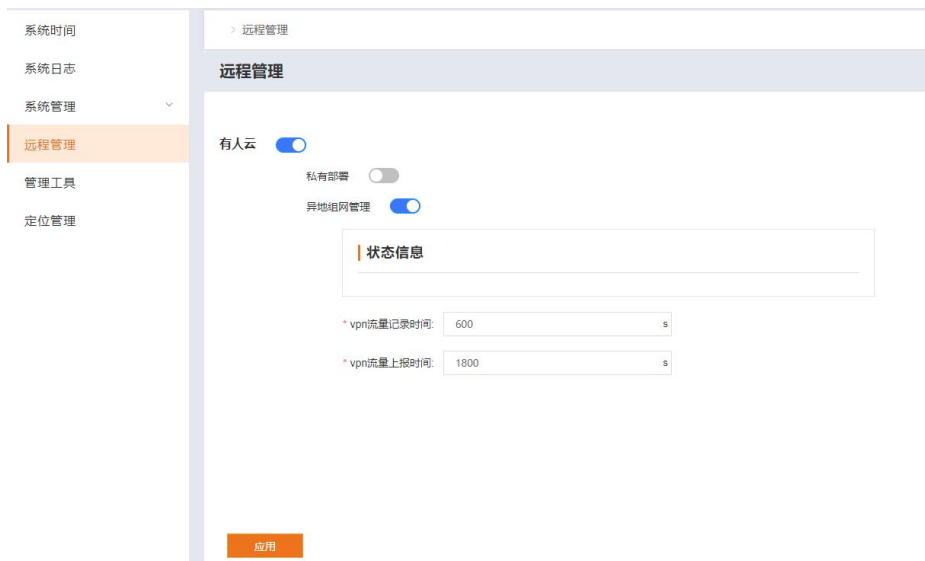 系统时间
系统日志
系统管理
远程管理
管理工具
定位管理
> 远程管理
远程管理
有人云
私有部署
异地组网管理
状态信息
* vpn流量记录时间: 600 s
* vpn流量上报时间: 1800 s
应用